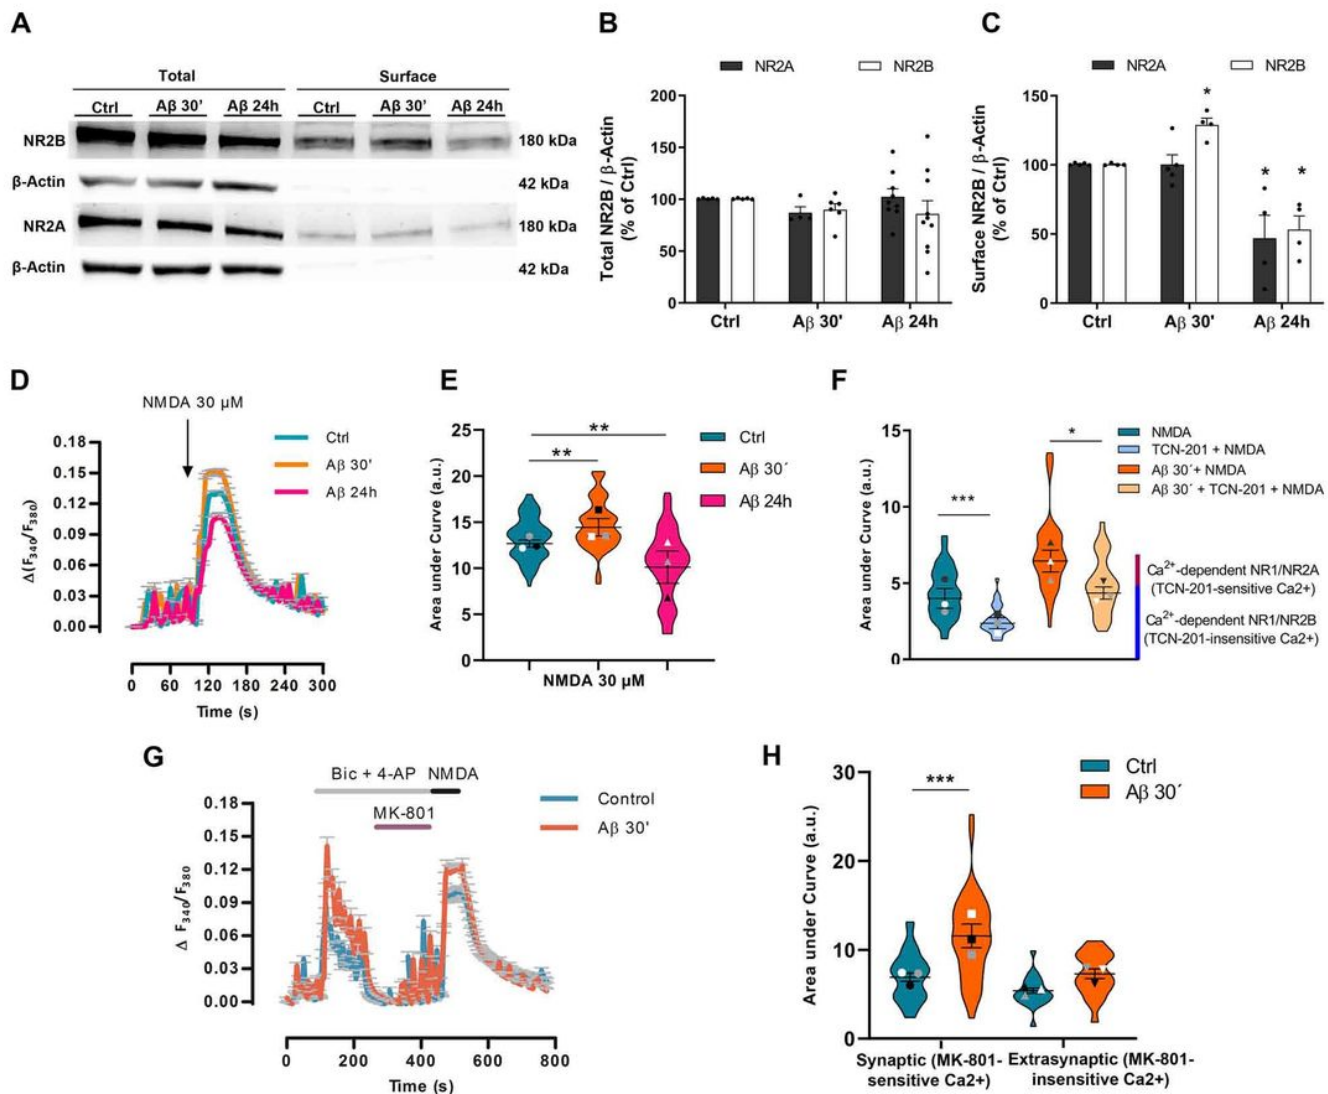 A
Total
Surface
Ctrl
Aβ 30'
Aβ 24h
Ctrl
Aβ 30'
Aβ 24h
NR2B
180 kDa
β-Actin
42 kDa
NR2A
180 kDa
β-Actin
42 kDa
B
NR2A
NR2B
Total NR2B / β-Actin
(% of Ctrl)
200
150
100
50
0
Ctrl
Aβ 30'
Aβ 24h
C
NR2A
NR2B
Surface NR2B / β-Actin
(% of Ctrl)
150
100
50
0
*
*
*
Ctrl
Aβ 30'
Aβ 24h
D
NMDA 30 μM
Ctrl
Aβ 30'
Aβ 24h
Δ(F340/F380)
0.18
0.15
0.12
0.09
0.06
0.03
0.00
0
60
120
180
240
300
Time (s)
E
Area under Curve (a.u.)
25
20
15
10
5
0
**
**
Ctrl
Aβ 30´
Aβ 24h
NMDA 30 μM
F
Area under Curve (a.u.)
15
10
5
0
***
*
NMDA
TCN-201 + NMDA
Aβ 30´+ NMDA
Aβ 30´ + TCN-201 + NMDA
Ca2+-dependent NR1/NR2A
(TCN-201-sensitive Ca2+)
Ca2+-dependent NR1/NR2B
(TCN-201-insensitive Ca2+)
G
Bic + 4-AP
NMDA
MK-801
Control
Aβ 30'
Δ F340/F380
0.18
0.15
0.12
0.09
0.06
0.03
0.00
0
200
400
600
800
Time (s)
H
Area under Curve (a.u.)
30
20
10
0
***
Ctrl
Aβ 30´
Synaptic (MK-801-
sensitive Ca2+)
Extrasynaptic (MK-801-
insensitive Ca2+)